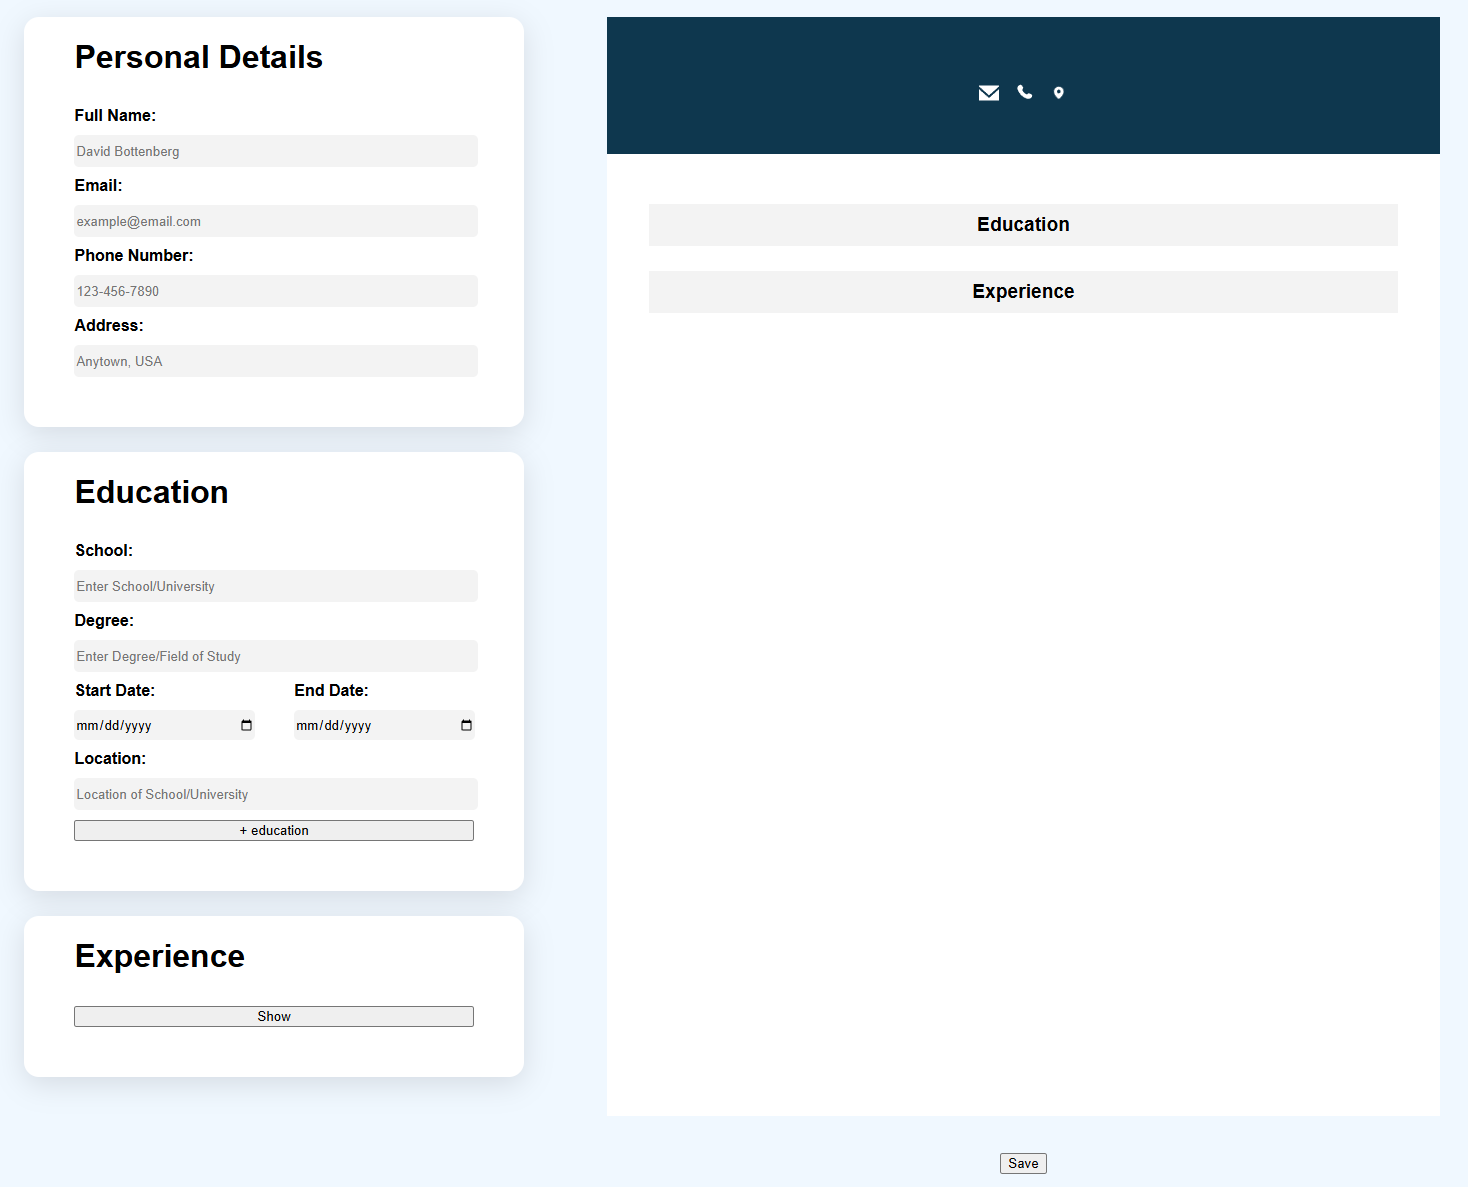 Personal Details
Full Name:
David Bottenberg
Email:
example@email.com
Phone Number:
123-456-7890
Address:
Anytown, USA
Education
School:
Enter School/University
Degree:
Enter Degree/Field of Study
Start Date: End Date:
mm/dd/yyyy mm/dd/yyyy
Location:
Location of School/University
+ education
Experience
Show
Education
Experience
Save